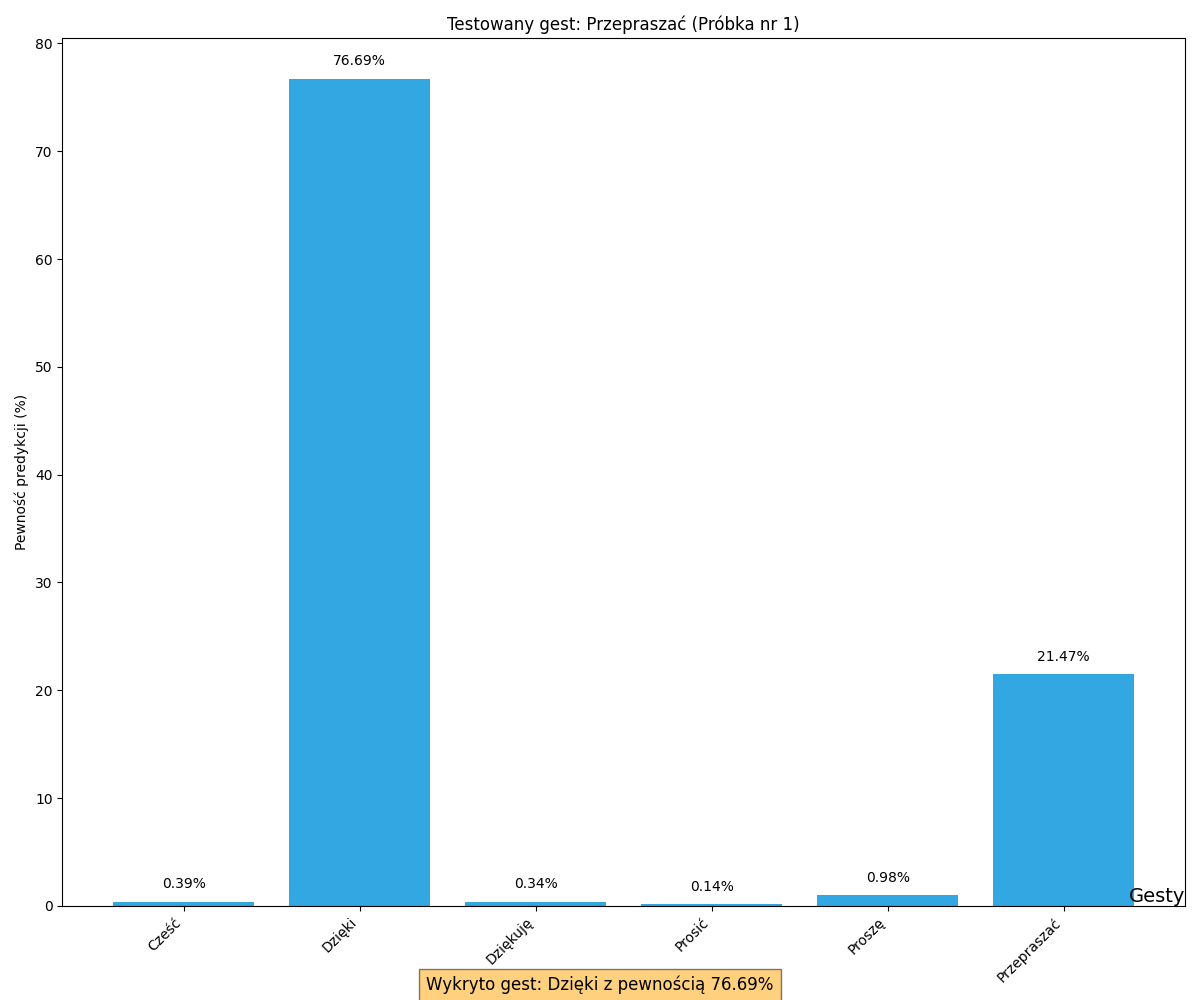 Testowany gest: Przepraszać (Próbka nr 1)
Pewność predykcji (%)
80
70
60
50
40
30
20
10
0
0.39%
76.69%
0.34%
0.14%
0.98%
21.47%
Gesty
Cześć
Dzięki
Dziękuję
Prosić
Proszę
Przepraszać
Wykryto gest: Dzięki z pewnością 76.69%